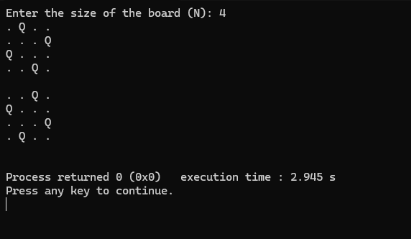 Enter the size of the board (N): 4
. Q . .
. . . Q
Q . . .
. . Q .
. . Q .
Q . . .
. . . Q
. Q . .
Process returned 0 (0x0)   execution time : 2.945 s
Press any key to continue.